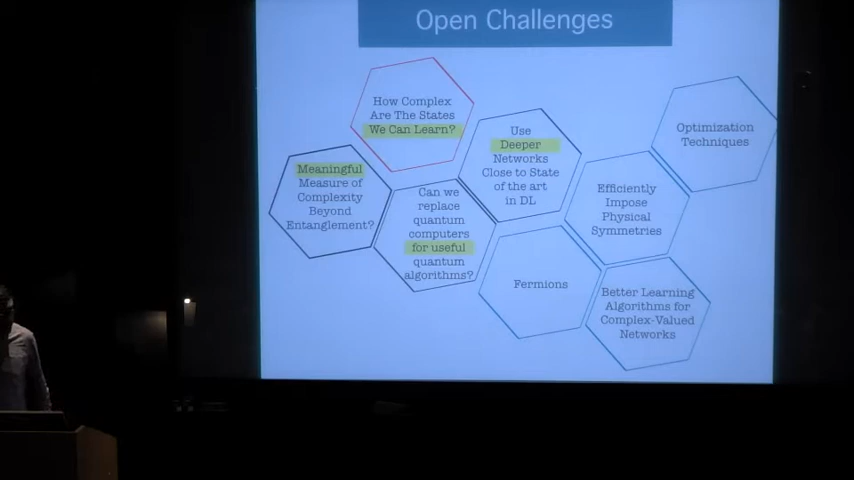 Open Challenges
How Complex
Are The States
We Can Learn?
Meaningful
Measure of
Complexity
Beyond
Entanglement?
Can we
replace
quantum
computers
for useful
quantum
algorithms?
Use
Deeper
Networks
Close to State
of the art
in DL
Efficiently
Impose
Physical
Symmetries
Optimization
Techniques
Fermions
Better Learning
Algorithms for
Complex-Valued
Networks